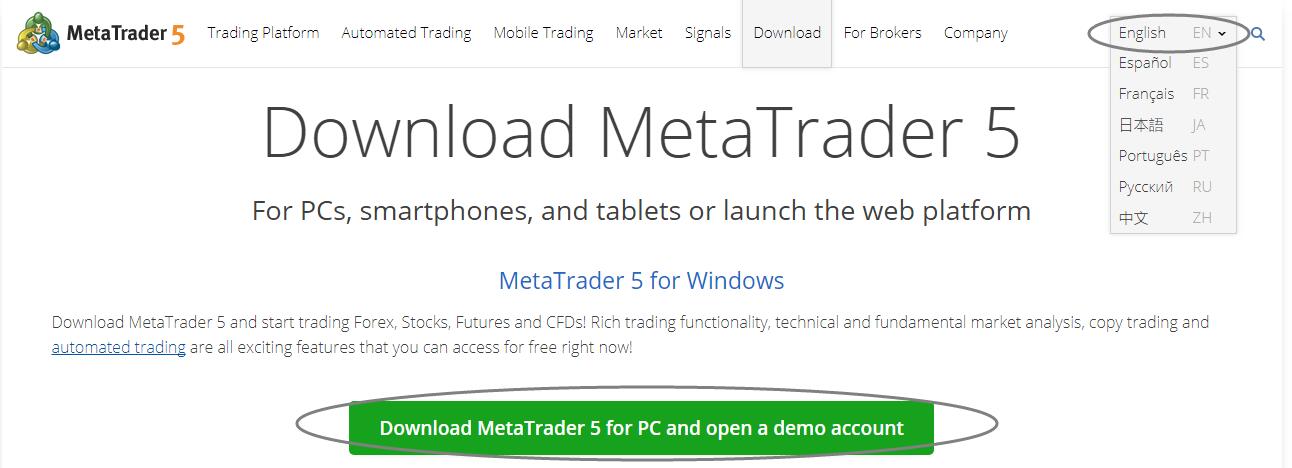 MetaTrader 5 Trading Platform Automated Trading Mobile Trading Market Signals Download For Brokers Company English EN
Español ES
Français FR
日本語 JA
Português PT
Русский RU
中文 ZH
Download MetaTrader 5
For PCs, smartphones, and tablets or launch the web platform
MetaTrader 5 for Windows
Download MetaTrader 5 and start trading Forex, Stocks, Futures and CFDs! Rich trading functionality, technical and fundamental market analysis, copy trading and
automated trading are all exciting features that you can access for free right now!
Download MetaTrader 5 for PC and open a demo account